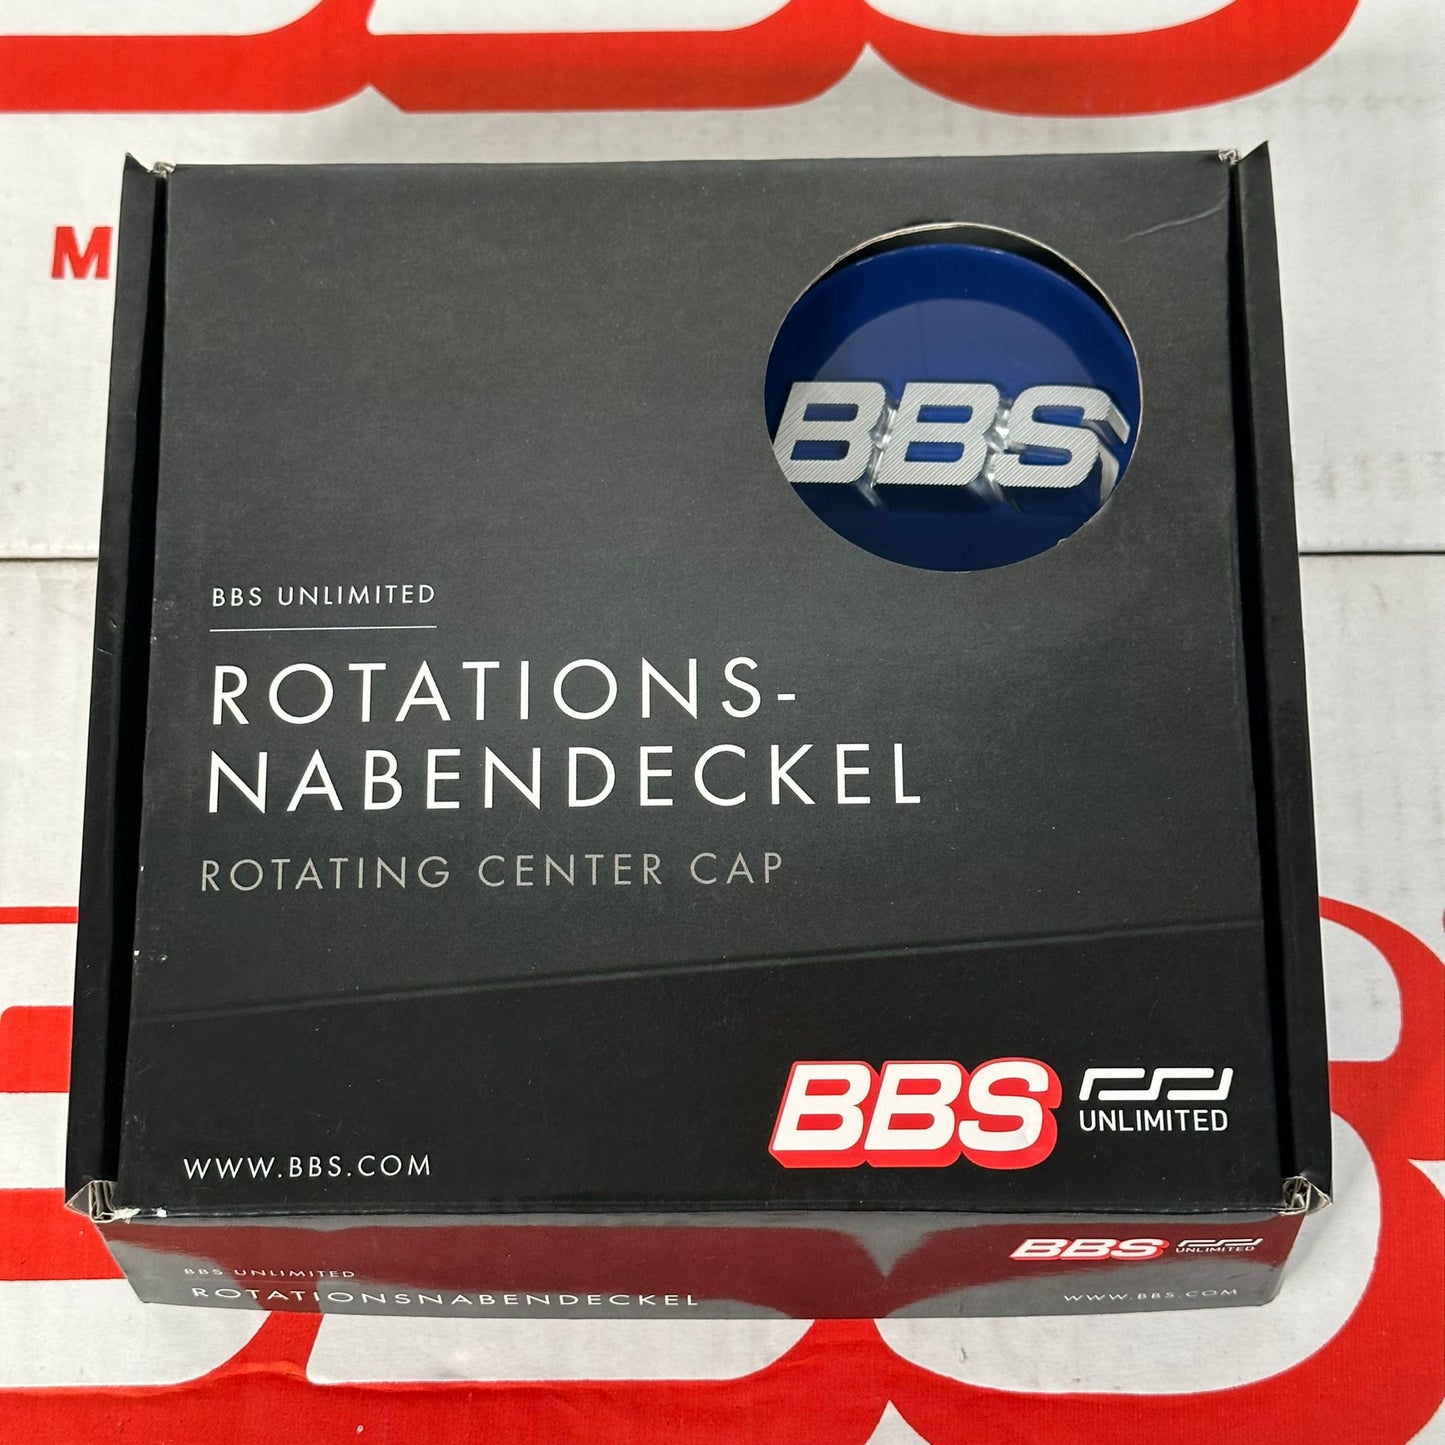 M
BBS
BBS UNLIMITED
ROTATIONS-
NABENDECKEL
ROTATING CENTER CAP
BBS UNLIMITED
WWW.BBS.COM
BBS UNLIMITED
BBS UNLIMITED
ROTATIONSNABENDECKEL
WWW.BBS.COM